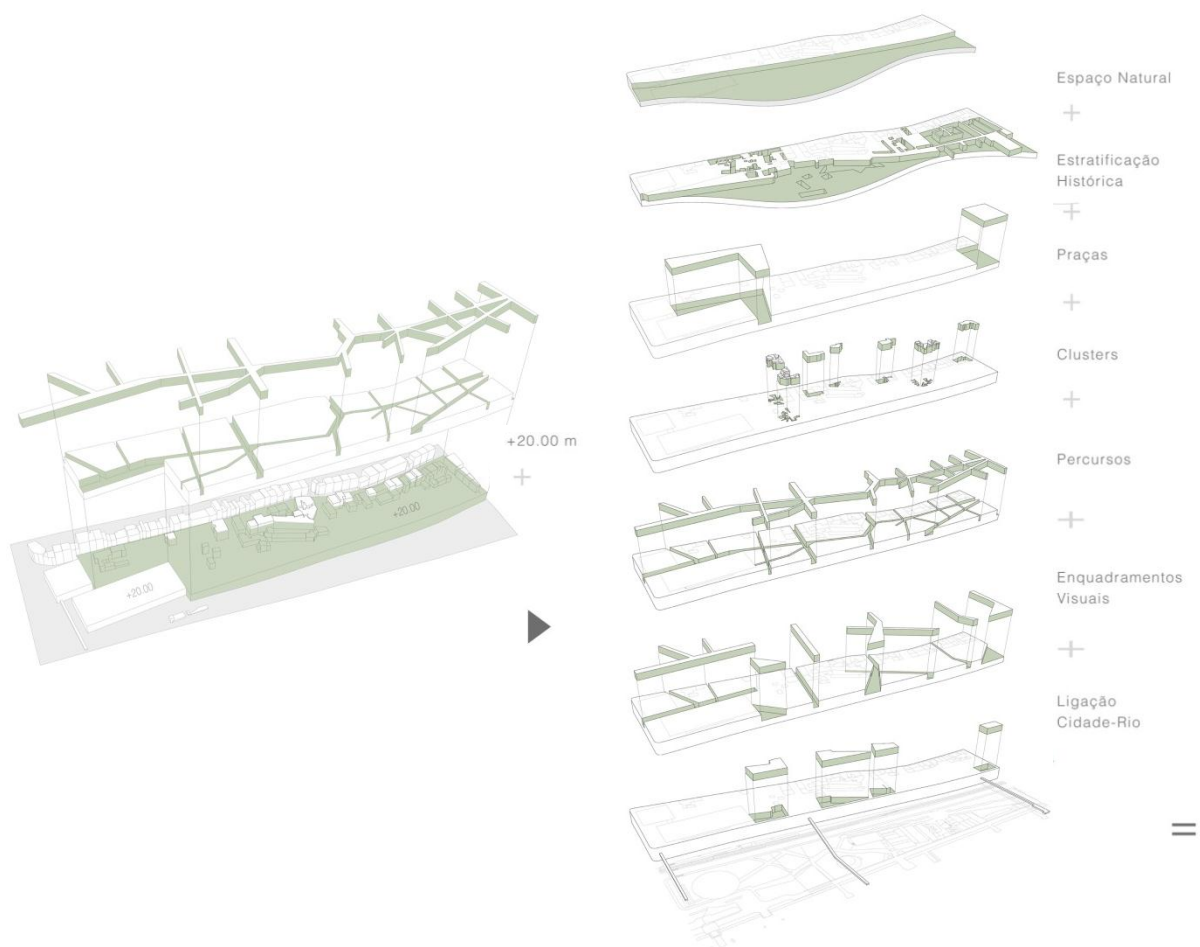 Espaço Natural
+
Estratificação
Histórica
+
Praças
+
Clusters
+
Percursos
+
Enquadramentos
Visuais
+
Ligação
Cidade-Rio
=
+20.00 m
+
+20.00
+20.00